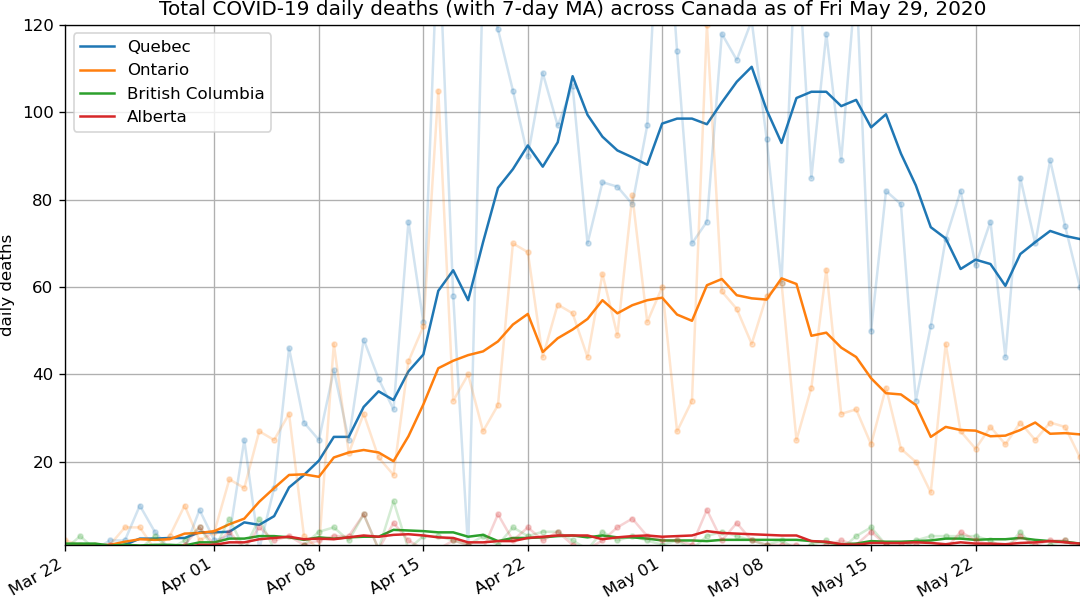 Total COVID-19 daily deaths (with 7-day MA) across Canada as of Fri May 29, 2020
120
100
80
60
40
20
daily deaths
Quebec
Ontario
British Columbia
Alberta
Mar 22
Apr 01
Apr 08
Apr 15
Apr 22
May 01
May 08
May 15
May 22